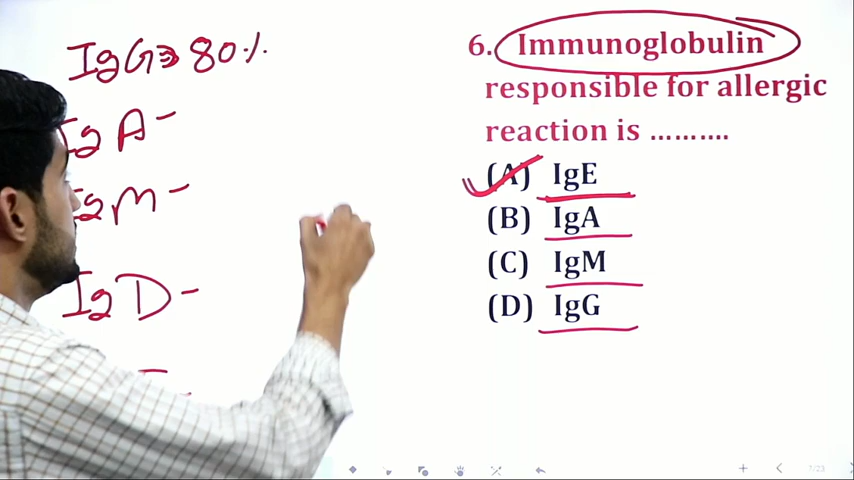 IgG⇒ 80%.
IgA -
IgM -
IgD -
6. Immunoglobulin
responsible for allergic
reaction is ..........
(A) IgE
(B) IgA
(C) IgM
(D) IgG